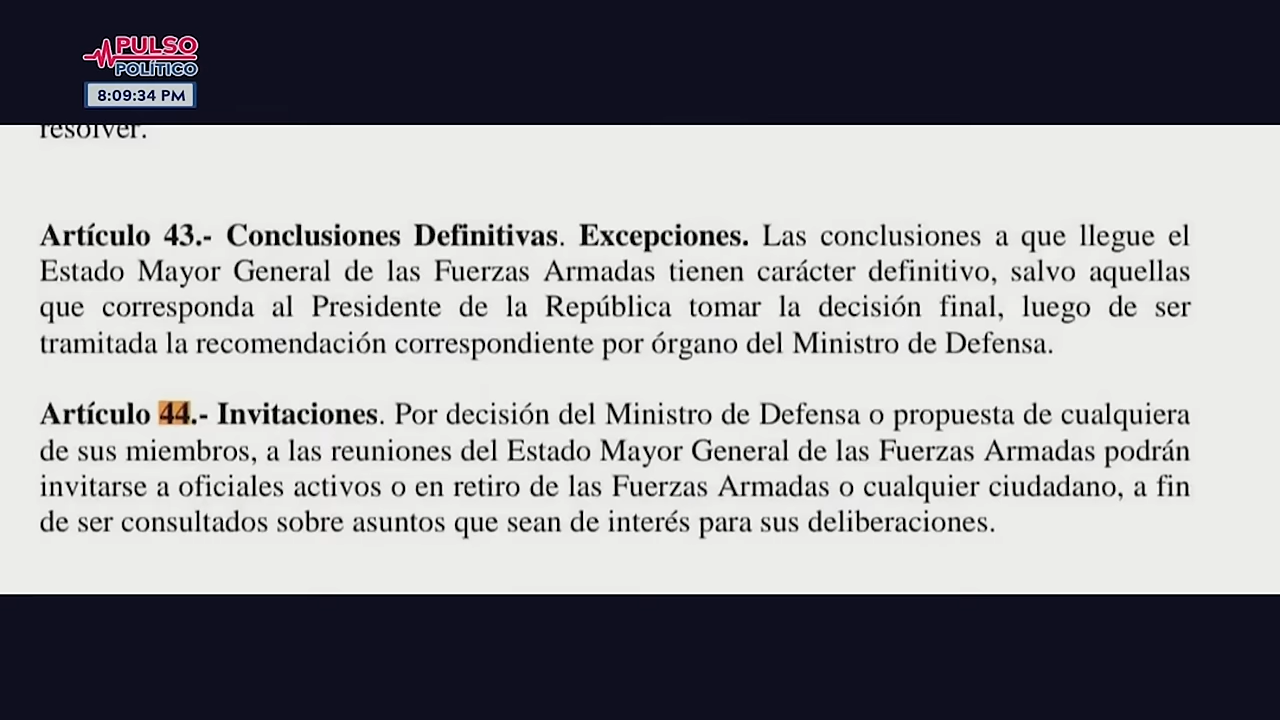 PULSO
POLÍTICO
8:09:34 PM
resolver.
Artículo 43.- Conclusiones Definitivas. Excepciones. Las conclusiones a que llegue el
Estado Mayor General de las Fuerzas Armadas tienen carácter definitivo, salvo aquellas
que corresponda al Presidente de la República tomar la decisión final, luego de ser
tramitada la recomendación correspondiente por órgano del Ministro de Defensa.
Artículo 44.- Invitaciones. Por decisión del Ministro de Defensa o propuesta de cualquiera
de sus miembros, a las reuniones del Estado Mayor General de las Fuerzas Armadas podrán
invitarse a oficiales activos o en retiro de las Fuerzas Armadas o cualquier ciudadano, a fin
de ser consultados sobre asuntos que sean de interés para sus deliberaciones.